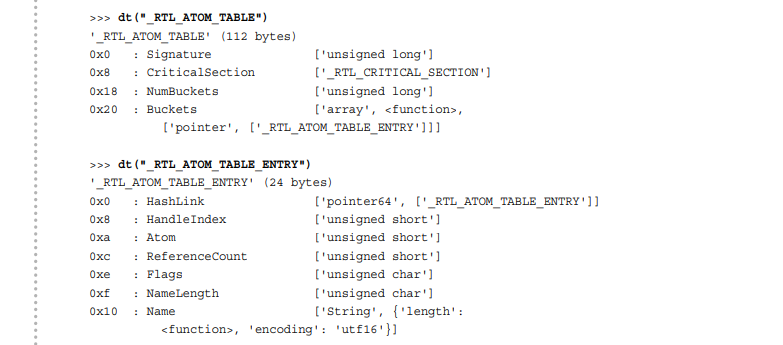 >>> dt("_RTL_ATOM_TABLE")
'_RTL_ATOM_TABLE' (112 bytes)
0x0   : Signature                      ['unsigned long']
0x8   : CriticalSection                ['_RTL_CRITICAL_SECTION']
0x18  : NumBuckets                     ['unsigned long']
0x20  : Buckets                        ['array', <function>,
          ['pointer', ['_RTL_ATOM_TABLE_ENTRY']]]
>>> dt("_RTL_ATOM_TABLE_ENTRY")
'_RTL_ATOM_TABLE_ENTRY' (24 bytes)
0x0   : HashLink                       ['pointer64', ['_RTL_ATOM_TABLE_ENTRY']]
0x8   : HandleIndex                    ['unsigned short']
0xa   : Atom                           ['unsigned short']
0xc   : ReferenceCount                 ['unsigned short']
0xe   : Flags                          ['unsigned char']
0xf   : NameLength                     ['unsigned char']
0x10  : Name                           ['String', {'length':
          <function>, 'encoding': 'utf16'}]